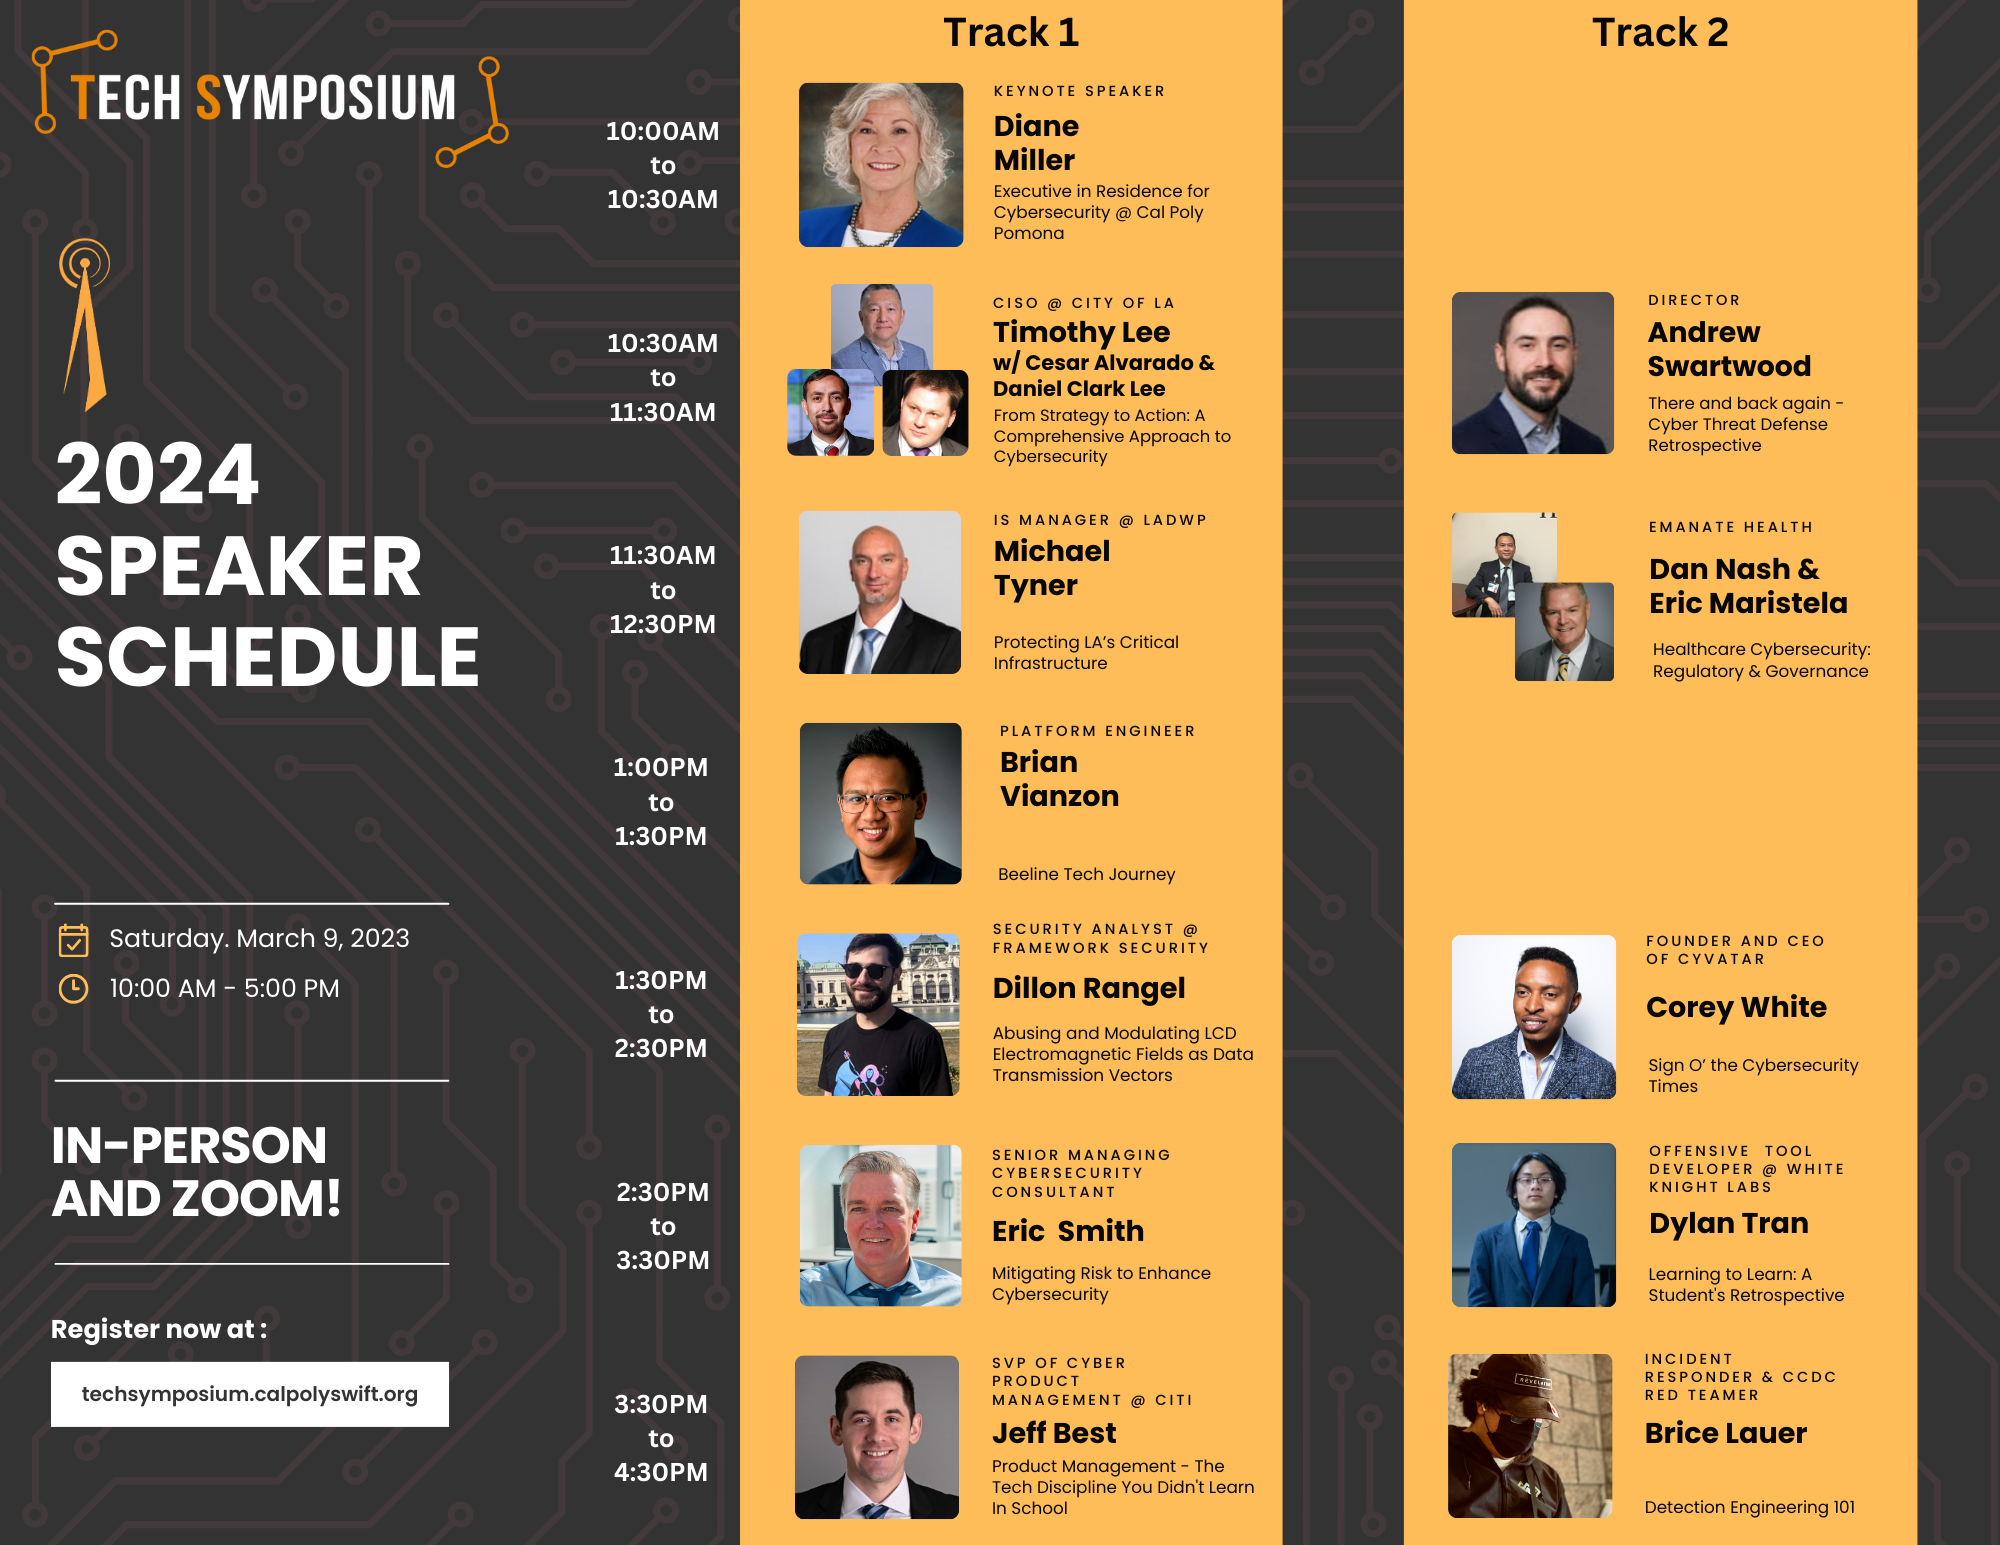 TECH SYMPOSIUM
2024
SPEAKER
SCHEDULE
Saturday. March 9, 2023
10:00 AM - 5:00 PM
IN-PERSON
AND ZOOM!
Register now at :
techsymposium.calpolyswift.org
10:00AM
to
10:30AM
10:30AM
to
11:30AM
11:30AM
to
12:30PM
1:00PM
to
1:30PM
1:30PM
to
2:30PM
2:30PM
to
3:30PM
3:30PM
to
4:30PM
Track 1
KEYNOTE SPEAKER
Diane
Miller
Executive in Residence for
Cybersecurity @ Cal Poly
Pomona
CISO @ CITY OF LA
Timothy Lee
w/ Cesar Alvarado &
Daniel Clark Lee
From Strategy to Action: A
Comprehensive Approach to
Cybersecurity
IS MANAGER @ LADWP
Michael
Tyner
Protecting LA’s Critical
Infrastructure
PLATFORM ENGINEER
Brian
Vianzon
Beeline Tech Journey
SECURITY ANALYST @
FRAMEWORK SECURITY
Dillon Rangel
Abusing and Modulating LCD
Electromagnetic Fields as Data
Transmission Vectors
SENIOR MANAGING
CYBERSECURITY
CONSULTANT
Eric Smith
Mitigating Risk to Enhance
Cybersecurity
SVP OF CYBER
PRODUCT
MANAGEMENT @ CITI
Jeff Best
Product Management - The
Tech Discipline You Didn't Learn
In School
Track 2
DIRECTOR
Andrew
Swartwood
There and back again -
Cyber Threat Defense
Retrospective
EMANATE HEALTH
Dan Nash &
Eric Maristela
Healthcare Cybersecurity:
Regulatory & Governance
FOUNDER AND CEO
OF CYVATAR
Corey White
Sign O’ the Cybersecurity
Times
OFFENSIVE TOOL
DEVELOPER @ WHITE
KNIGHT LABS
Dylan Tran
Learning to Learn: A
Student's Retrospective
INCIDENT
RESPONDER & CCDC
RED TEAMER
Brice Lauer
Detection Engineering 101